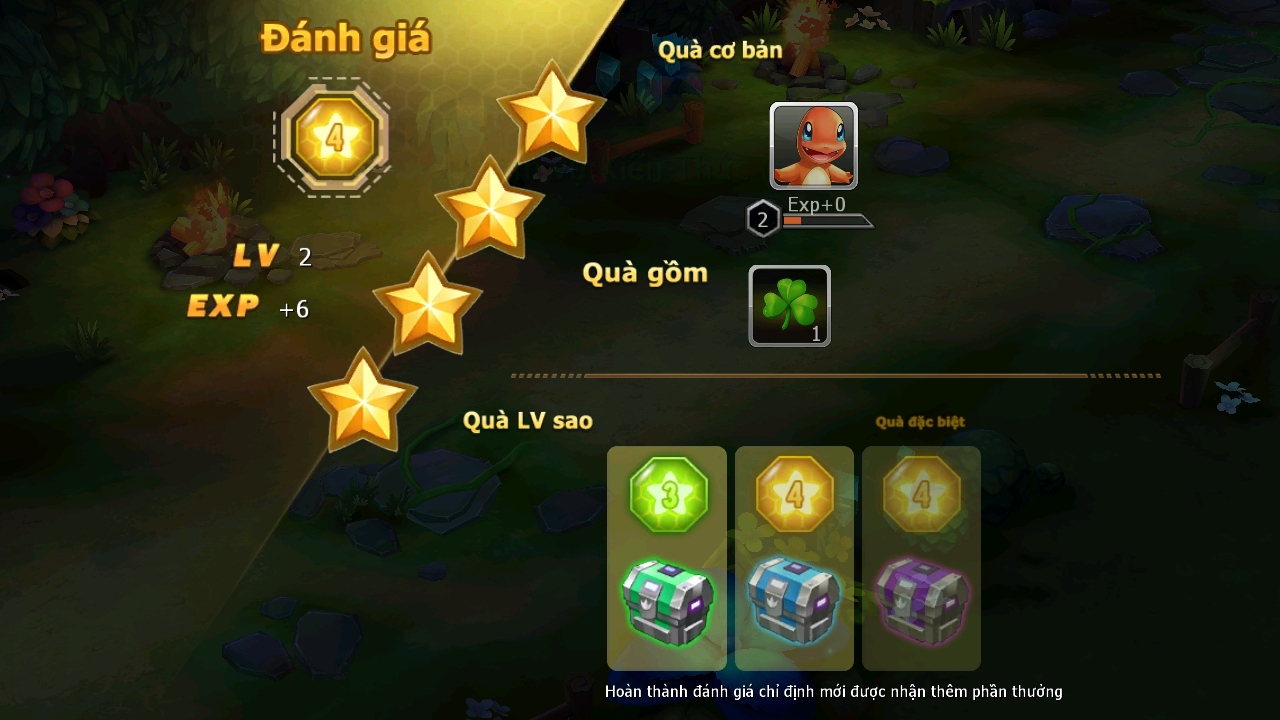 Đánh giá
4
LV 2
EXP +6
Quà cơ bản
Exp+0
2
Quà gồm
1
Quà LV sao
Quà đặc biệt
3
4
4
Hoàn thành đánh giá chỉ định mới được nhận thêm phần thưởng